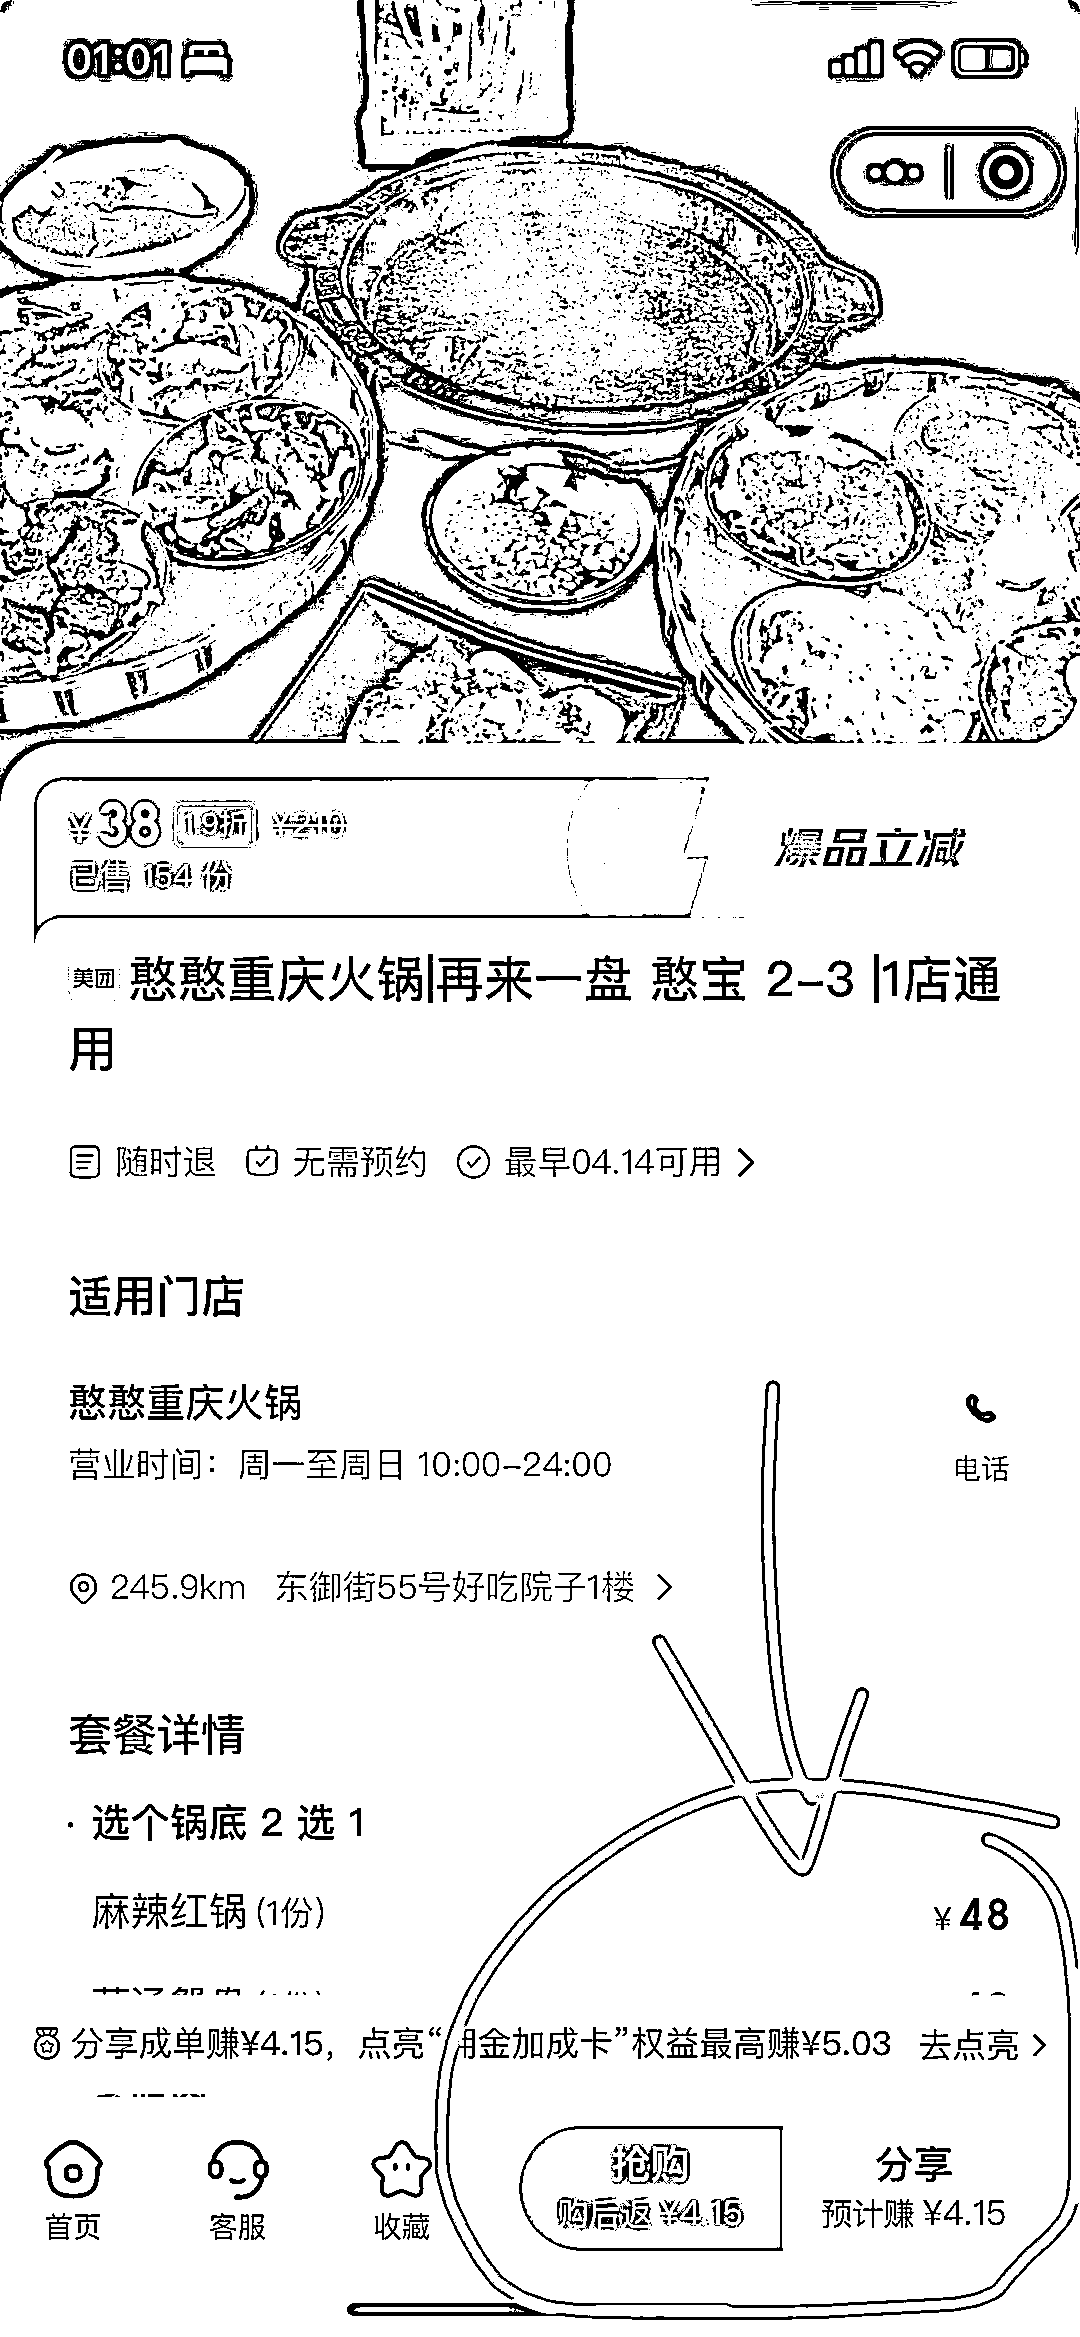 01:01
¥38 1.9折 ¥210
已售 154 份
爆品立减
美团 憨憨重庆火锅|再来一盘 憨宝 2-3 |1店通
用
随时退 无需预约 最早04.14可用 >
适用门店
憨憨重庆火锅
营业时间：周一至周日 10:00-24:00
电话
245.9km 东御街55号好吃院子1楼 >
套餐详情
· 选个锅底 2 选 1
麻辣红锅 (1份) ¥48
分享成单赚¥4.15，点亮“佣金加成卡”权益最高赚¥5.03 去点亮 >
首页 客服 收藏
抢购
购后返 ¥4.15
分享
预计赚 ¥4.15